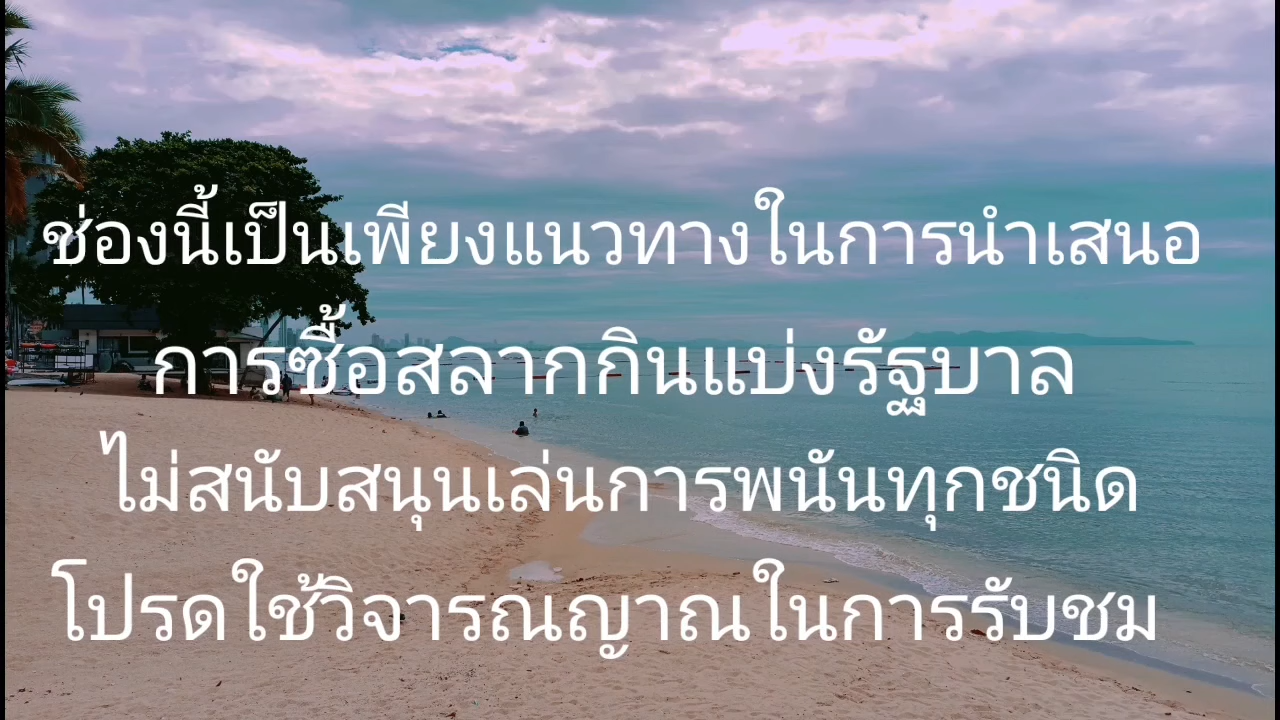 ช่องนี้เป็นเพียงแนวทางในการนำเสนอ
การซื้อสลากกินแบ่งรัฐบาล
ไม่สนับสนุนเล่นการพนันทุกชนิด
โปรดใช้วิจารณญาณในการรับชม